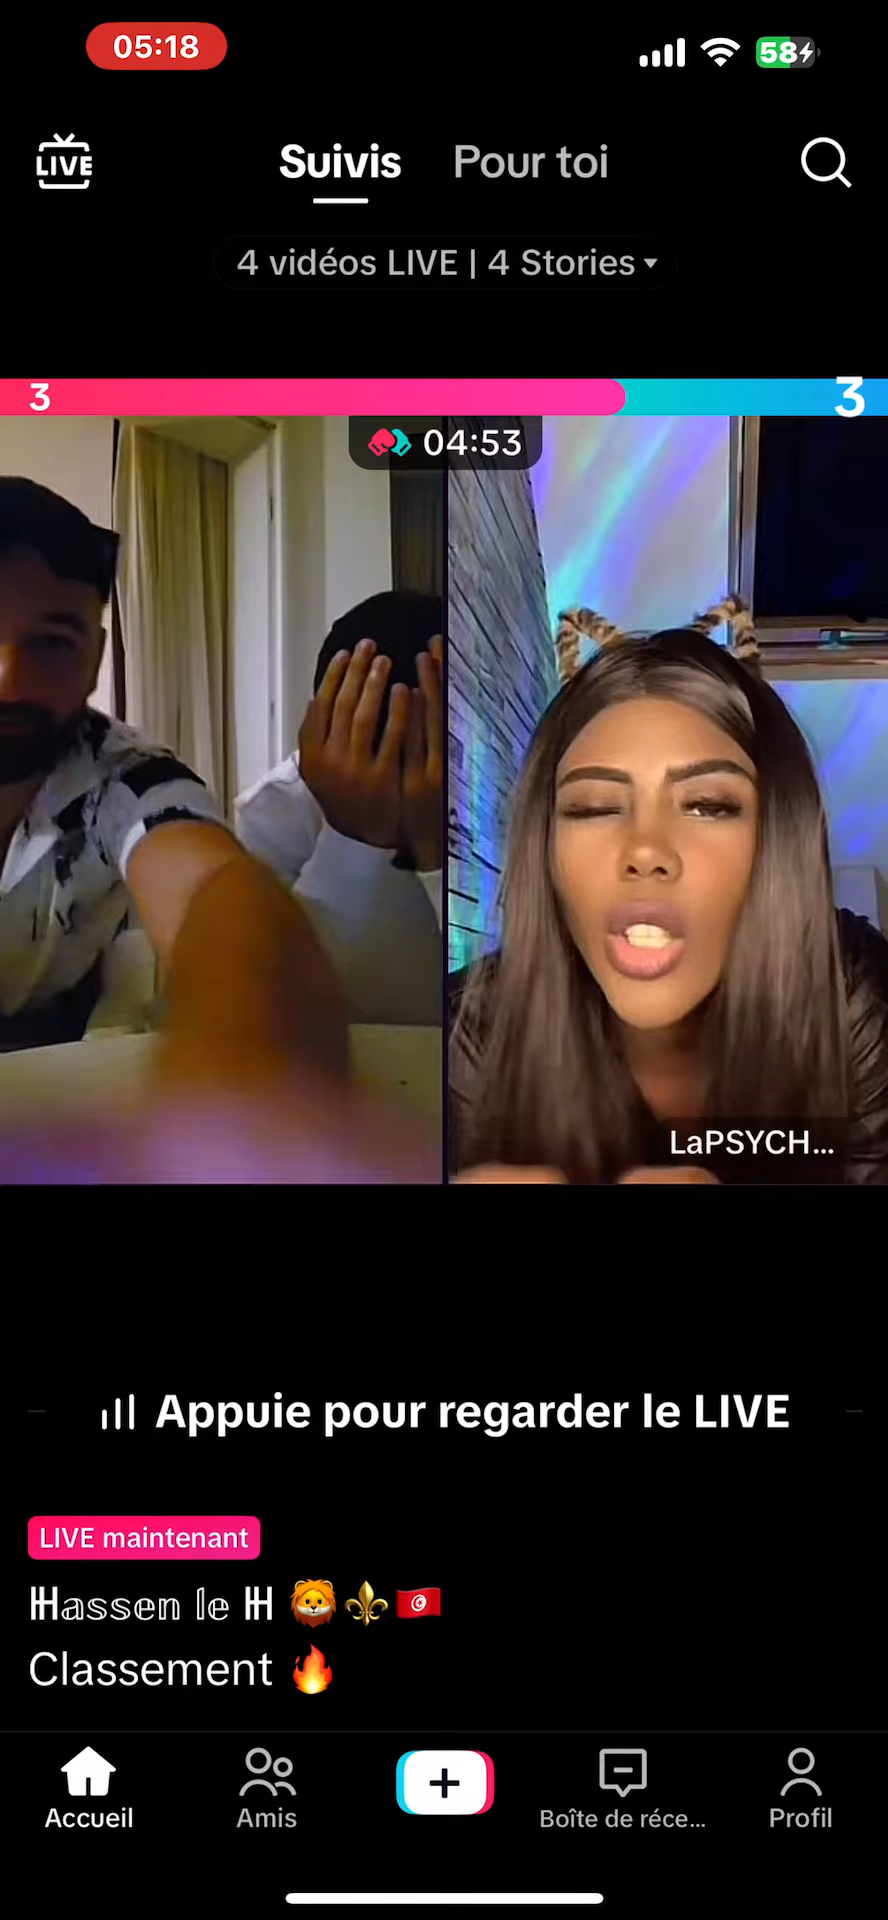 05:18
58
LIVE
Suivis
Pour toi
4 vidéos LIVE | 4 Stories
3
3
04:53
LaPSYCH...
Appuie pour regarder le LIVE
LIVE maintenant
ℍassen le ℍ 🦁⚜️🇹🇳
Classement 🔥
Accueil
Amis
Boîte de réce...
Profil